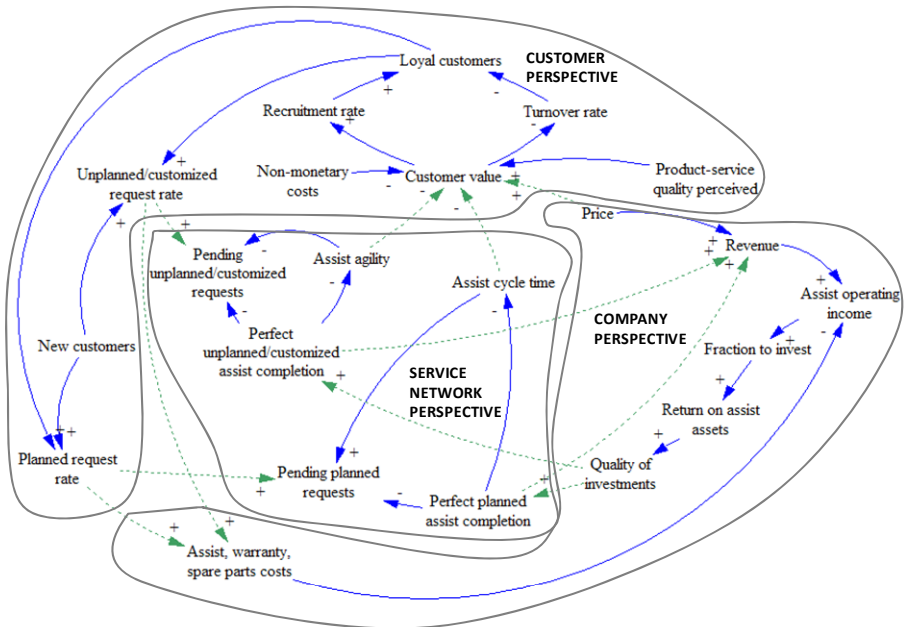 Loyal customers
CUSTOMER
PERSPECTIVE
+
-
Recruitment rate
Turnover rate
+
-
+
Unplanned/customized
request rate
Non-monetary
costs
-
Customer value
-
+
+
-
Product-service
quality perceived
Price
+
+
Pending
unplanned/customized
requests
-
Assist agility
+
+
+
Revenue
-
-
Assist cycle time
-
+
Assist operating
income
-
New customers
Perfect
unplanned/customized
assist completion
+
COMPANY
PERSPECTIVE
Fraction to invest
+
SERVICE
NETWORK
PERSPECTIVE
+
Return on assist
assets
++
Planned request
rate
+
Pending planned
requests
+
+
Quality of
investments
+
-
Perfect planned
assist completion
+
+
Assist, warranty,
spare parts costs